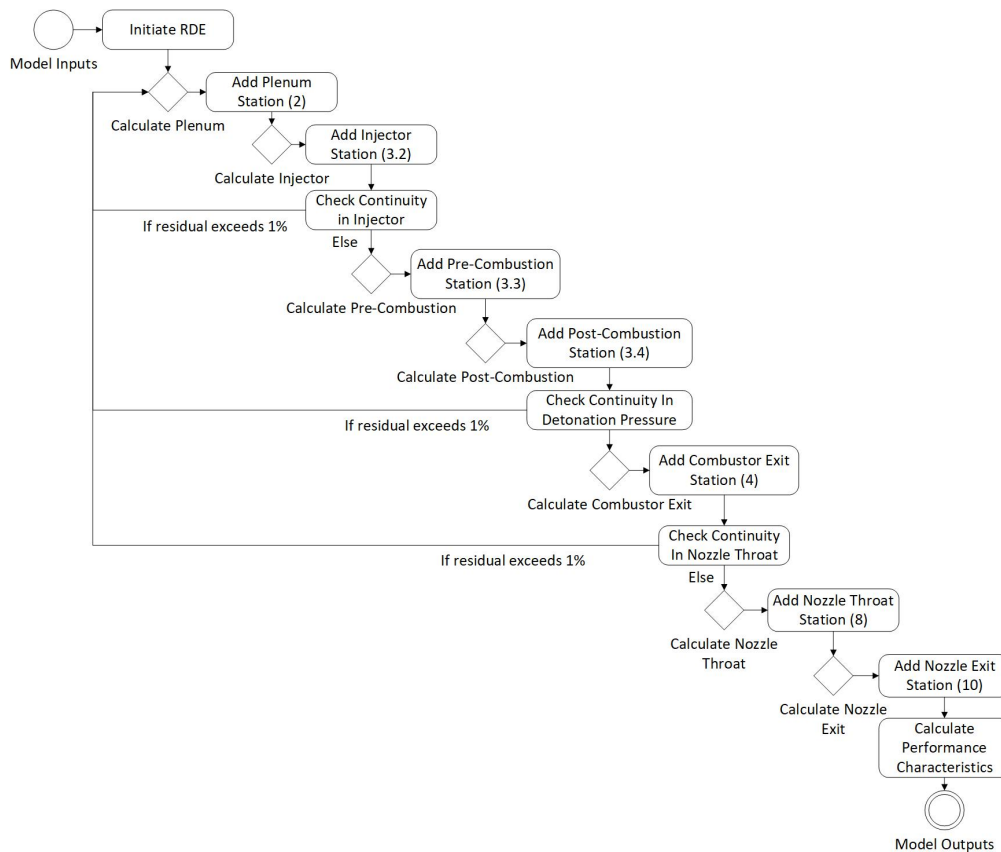 Initiate RDE
Model Inputs
Add Plenum
Station (2)
Calculate Plenum
Add Injector
Station (3.2)
Calculate Injector
Check Continuity
in Injector
If residual exceeds 1%
Else
Add Pre-Combustion
Station (3.3)
Calculate Pre-Combustion
Add Post-Combustion
Station (3.4)
Calculate Post-Combustion
Check Continuity In
Detonation Pressure
If residual exceeds 1%
Add Combustor Exit
Station (4)
Calculate Combustor Exit
Check Continuity
In Nozzle Throat
If residual exceeds 1%
Else
Add Nozzle Throat
Station (8)
Calculate Nozzle
Throat
Add Nozzle Exit
Station (10)
Calculate Nozzle
Exit
Calculate
Performance
Characteristics
Model Outputs